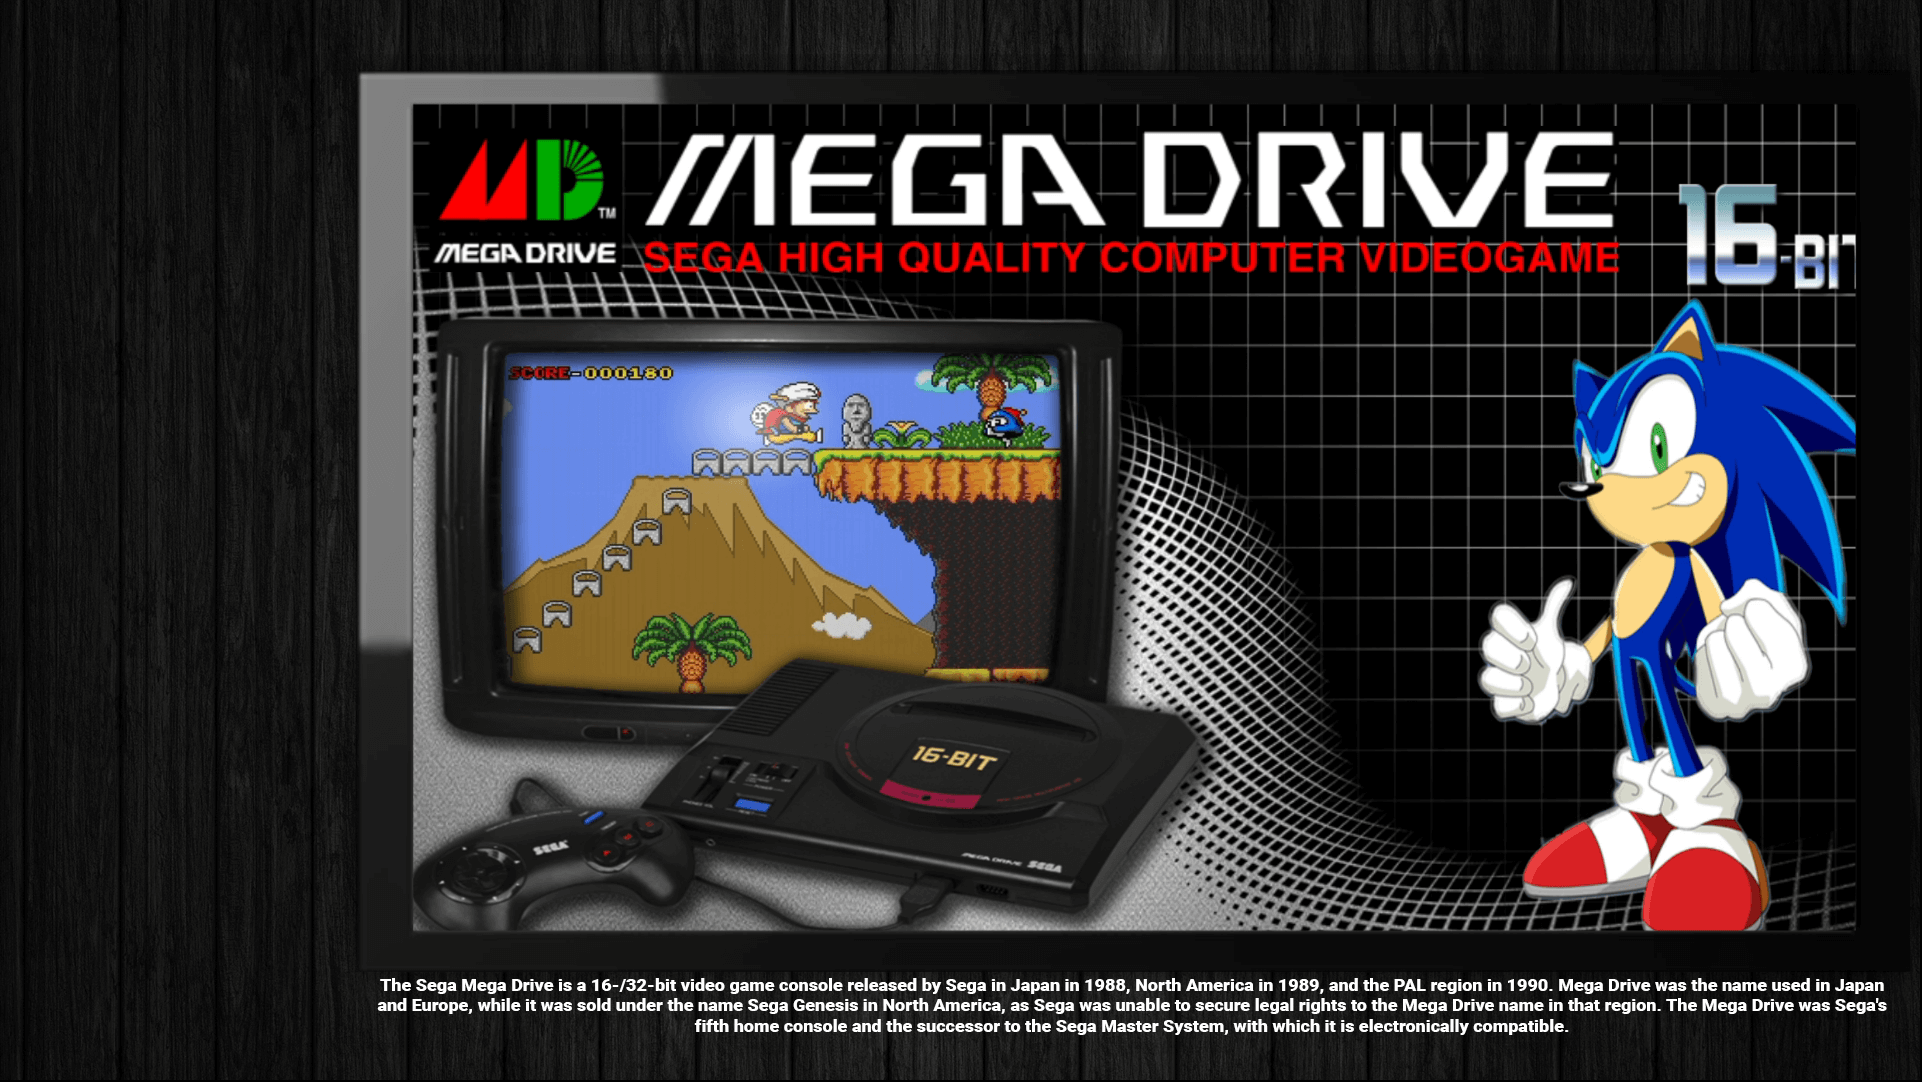 MD TM
MEGA DRIVE
MEGA DRIVE
SEGA HIGH QUALITY COMPUTER VIDEOGAME
16-BIT
SCORE-000180
16-BIT
SEGA
MEGA DRIVE SEGA
The Sega Mega Drive is a 16-/32-bit video game console released by Sega in Japan in 1988, North America in 1989, and the PAL region in 1990. Mega Drive was the name used in Japan
and Europe, while it was sold under the name Sega Genesis in North America, as Sega was unable to secure legal rights to the Mega Drive name in that region. The Mega Drive was Sega's
fifth home console and the successor to the Sega Master System, with which it is electronically compatible.